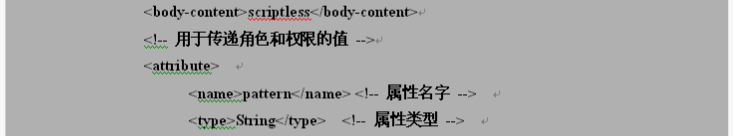 <body-content>scriptless</body-content>
<!-- 用于传递角色和权限的值 -->
<attribute>
<name>pattern</name> <!-- 属性名字 -->
<type>String</type> <!-- 属性类型 -->